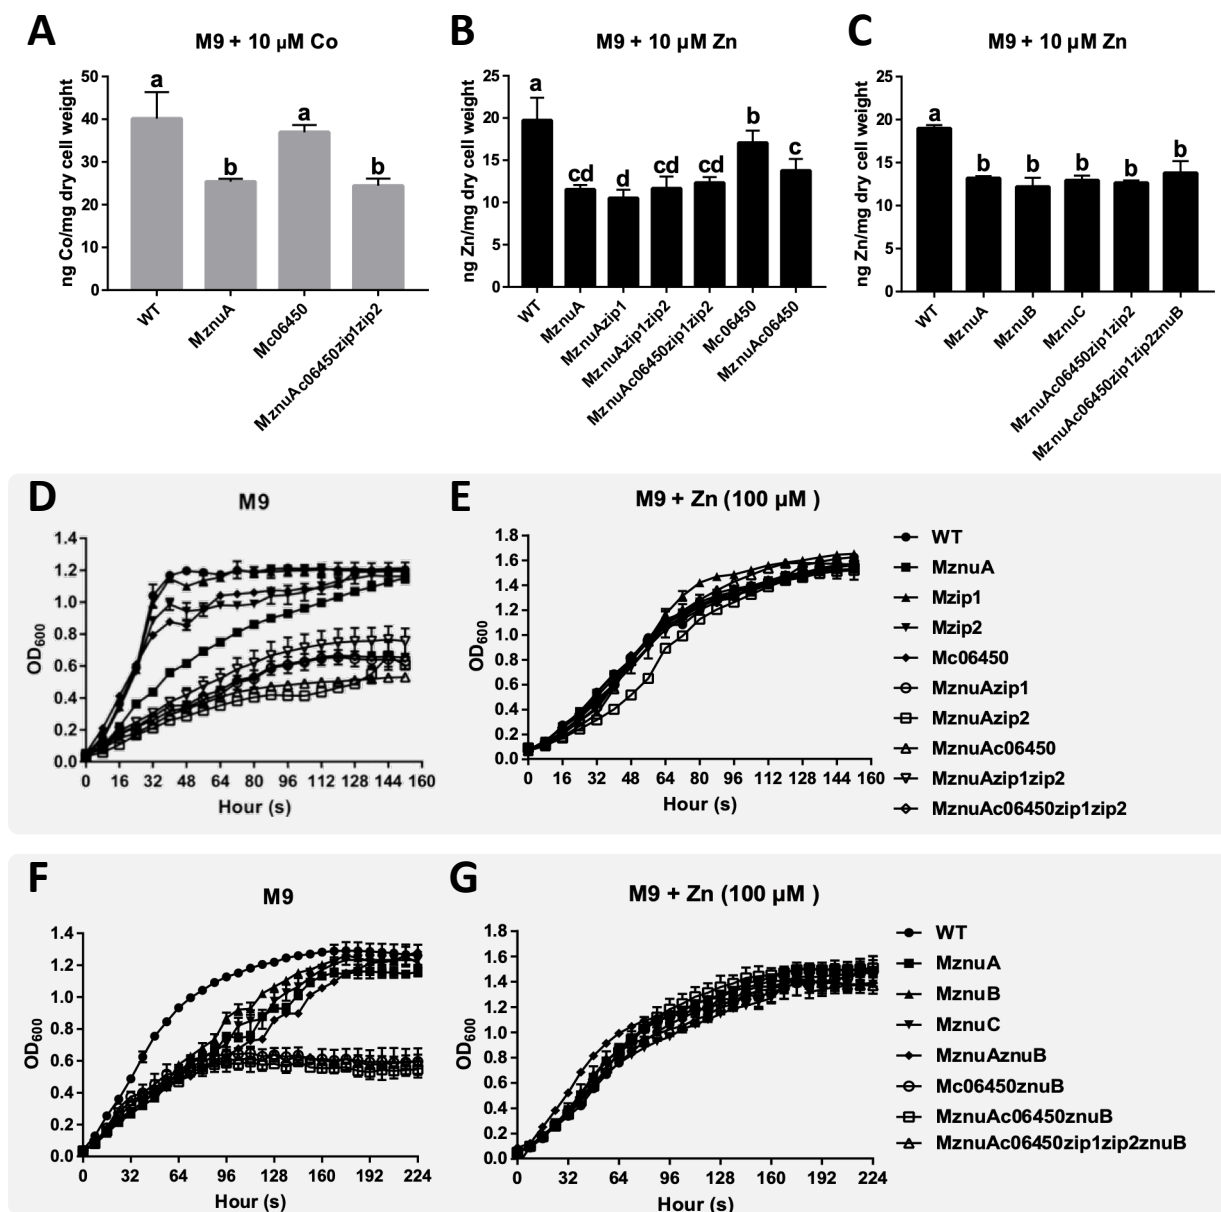 A
M9 + 10 µM Co
ng Co/mg dry cell weight
50
40
30
20
10
0
a
b
a
b
WT
MznuA
Mc06450
MznuAc06450zip1zip2
B
M9 + 10 µM Zn
ng Zn/mg dry cell weight
25
20
15
10
5
0
a
cd
d
cd
cd
b
c
WT
MznuA
MznuAzip1
MznuAzip1zip2
MznuAc06450zip1zip2
Mc06450
MznuAc06450
C
M9 + 10 µM Zn
ng Zn/mg dry cell weight
25
20
15
10
5
0
a
b
b
b
b
b
WT
MznuA
MznuB
MznuC
MznuAc06450zip1zip2
MznuAc06450zip1zip2znuB
D
M9
OD600
1.4
1.2
1.0
0.8
0.6
0.4
0.2
0.0
0 16 32 48 64 80 96 112 128 144 160
Hour (s)
E
M9 + Zn (100 µM )
OD600
1.8
1.6
1.4
1.2
1.0
0.8
0.6
0.4
0.2
0.0
0 16 32 48 64 80 96 112 128 144 160
Hour (s)
WT
MznuA
Mzip1
Mzip2
Mc06450
MznuAzip1
MznuAzip2
MznuAc06450
MznuAzip1zip2
MznuAc06450zip1zip2
F
M9
OD600
1.4
1.2
1.0
0.8
0.6
0.4
0.2
0.0
0 32 64 96 128 160 192 224
Hour (s)
G
M9 + Zn (100 µM )
OD600
1.8
1.6
1.4
1.2
1.0
0.8
0.6
0.4
0.2
0.0
0 32 64 96 128 160 192 224
Hour (s)
WT
MznuA
MznuB
MznuC
MznuAznuB
Mc06450znuB
MznuAc06450znuB
MznuAc06450zip1zip2znuB